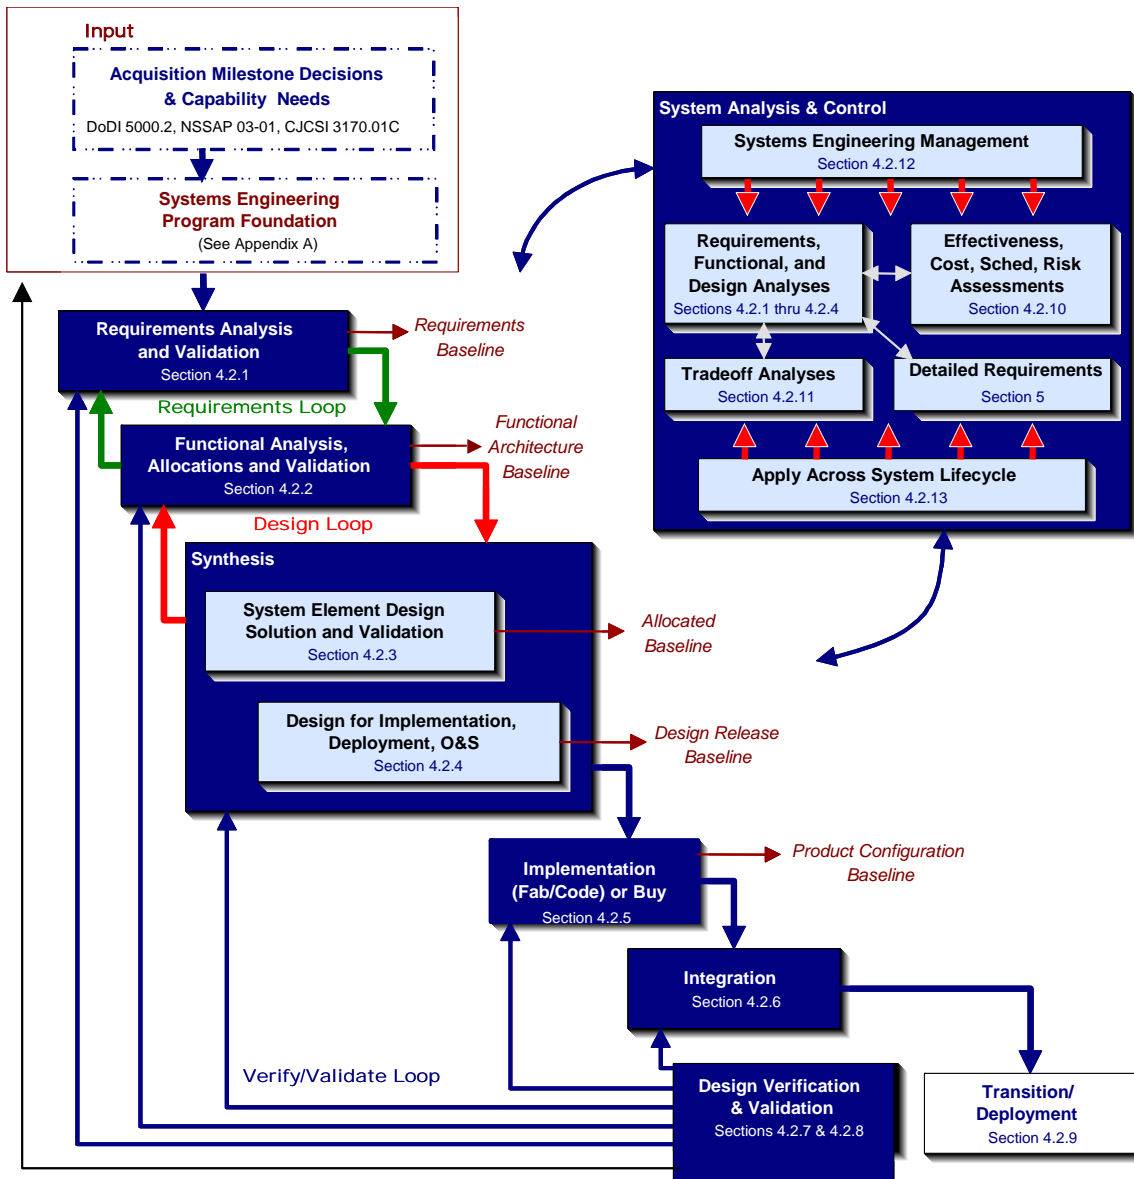 Input
Acquisition Milestone Decisions
& Capability Needs
DoDI 5000.2, NSSAP 03-01, CJCSI 3170.01C
Systems Engineering
Program Foundation
(See Appendix A)
System Analysis & Control
Systems Engineering Management
Section 4.2.12
Requirements,
Functional, and
Design Analyses
Sections 4.2.1 thru 4.2.4
Effectiveness,
Cost, Sched, Risk
Assessments
Section 4.2.10
Tradeoff Analyses
Section 4.2.11
Detailed Requirements
Section 5
Apply Across System Lifecycle
Section 4.2.13
Requirements Analysis
and Validation
Section 4.2.1
Requirements
Baseline
Requirements Loop
Functional Analysis,
Allocations and Validation
Section 4.2.2
Functional
Architecture
Baseline
Design Loop
Synthesis
System Element Design
Solution and Validation
Section 4.2.3
Allocated
Baseline
Design for Implementation,
Deployment, O&S
Section 4.2.4
Design Release
Baseline
Implementation
(Fab/Code) or Buy
Section 4.2.5
Product Configuration
Baseline
Integration
Section 4.2.6
Verify/Validate Loop
Design Verification
& Validation
Sections 4.2.7 & 4.2.8
Transition/
Deployment
Section 4.2.9